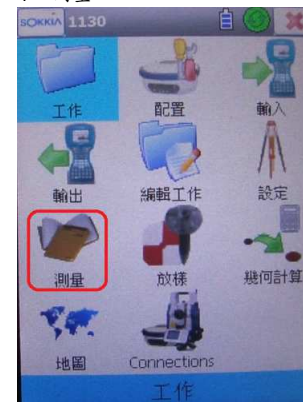 SOKKIA 1130
工作 配置 輸入
輸出 編輯工作 設定
測量 放樣 幾何計算
地圖 Connections
工作